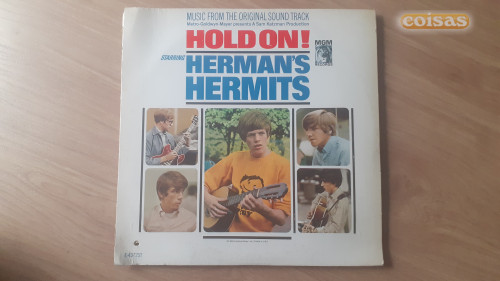 coisas
MUSIC FROM THE ORIGINAL SOUND TRACK
Metro-Goldwyn-Mayer presents A Sam Katzman Production
HOLD ON!
STARRING HERMAN'S
HERMITS
MGM
RECORDS